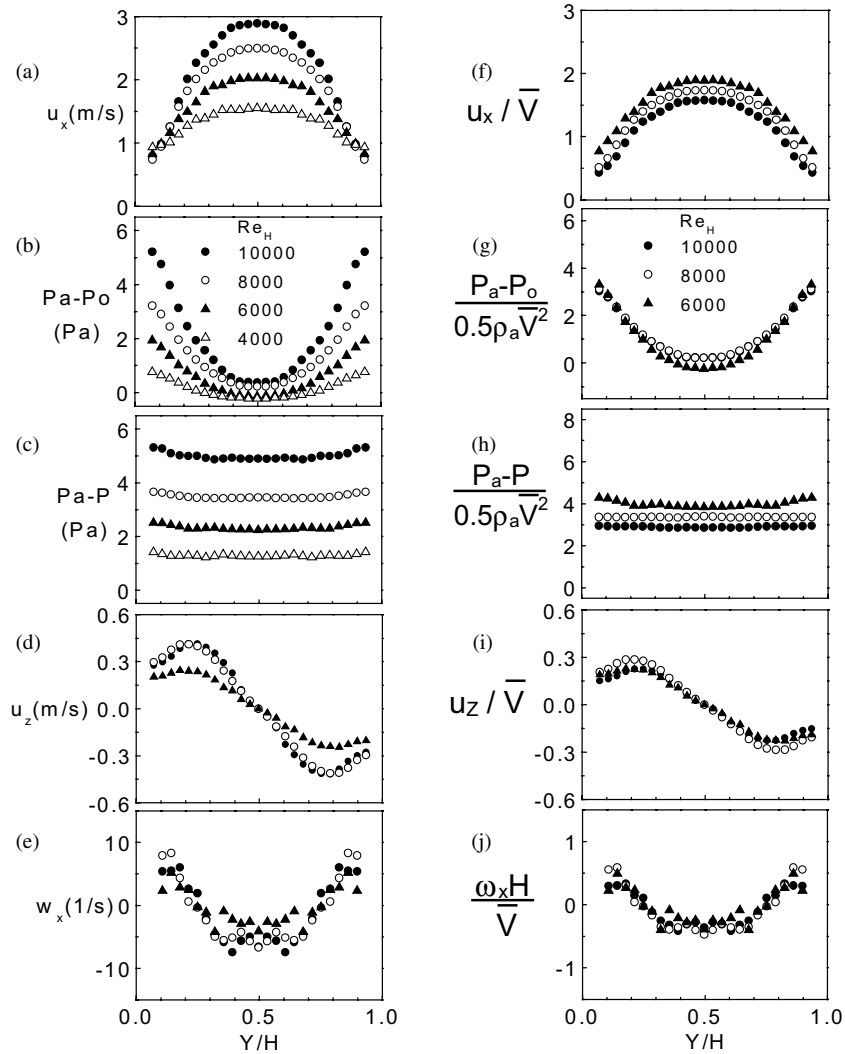 (a)
u_x(m/s)
3
2
1
0
(b)
Pa-Po
(Pa)
6
4
2
0
Re_H
10000
8000
6000
4000
(c)
Pa-P
(Pa)
6
4
2
0
(d)
u_z(m/s)
0.6
0.3
0.0
-0.3
-0.6
(e)
w_x(1/s)
10
0
-10
0.0
0.5
1.0
Y/H
(f)
u_x / V̅
3
2
1
0
(g)
P_a-P_o
0.5ρ_aV̅²
6
4
2
0
Re_H
10000
8000
6000
(h)
P_a-P
0.5ρ_aV̅²
8
6
4
2
0
(i)
u_Z / V̅
0.6
0.3
0.0
-0.3
-0.6
(j)
ω_xH
V̅
1
0
-1
0.0
0.5
1.0
Y/H